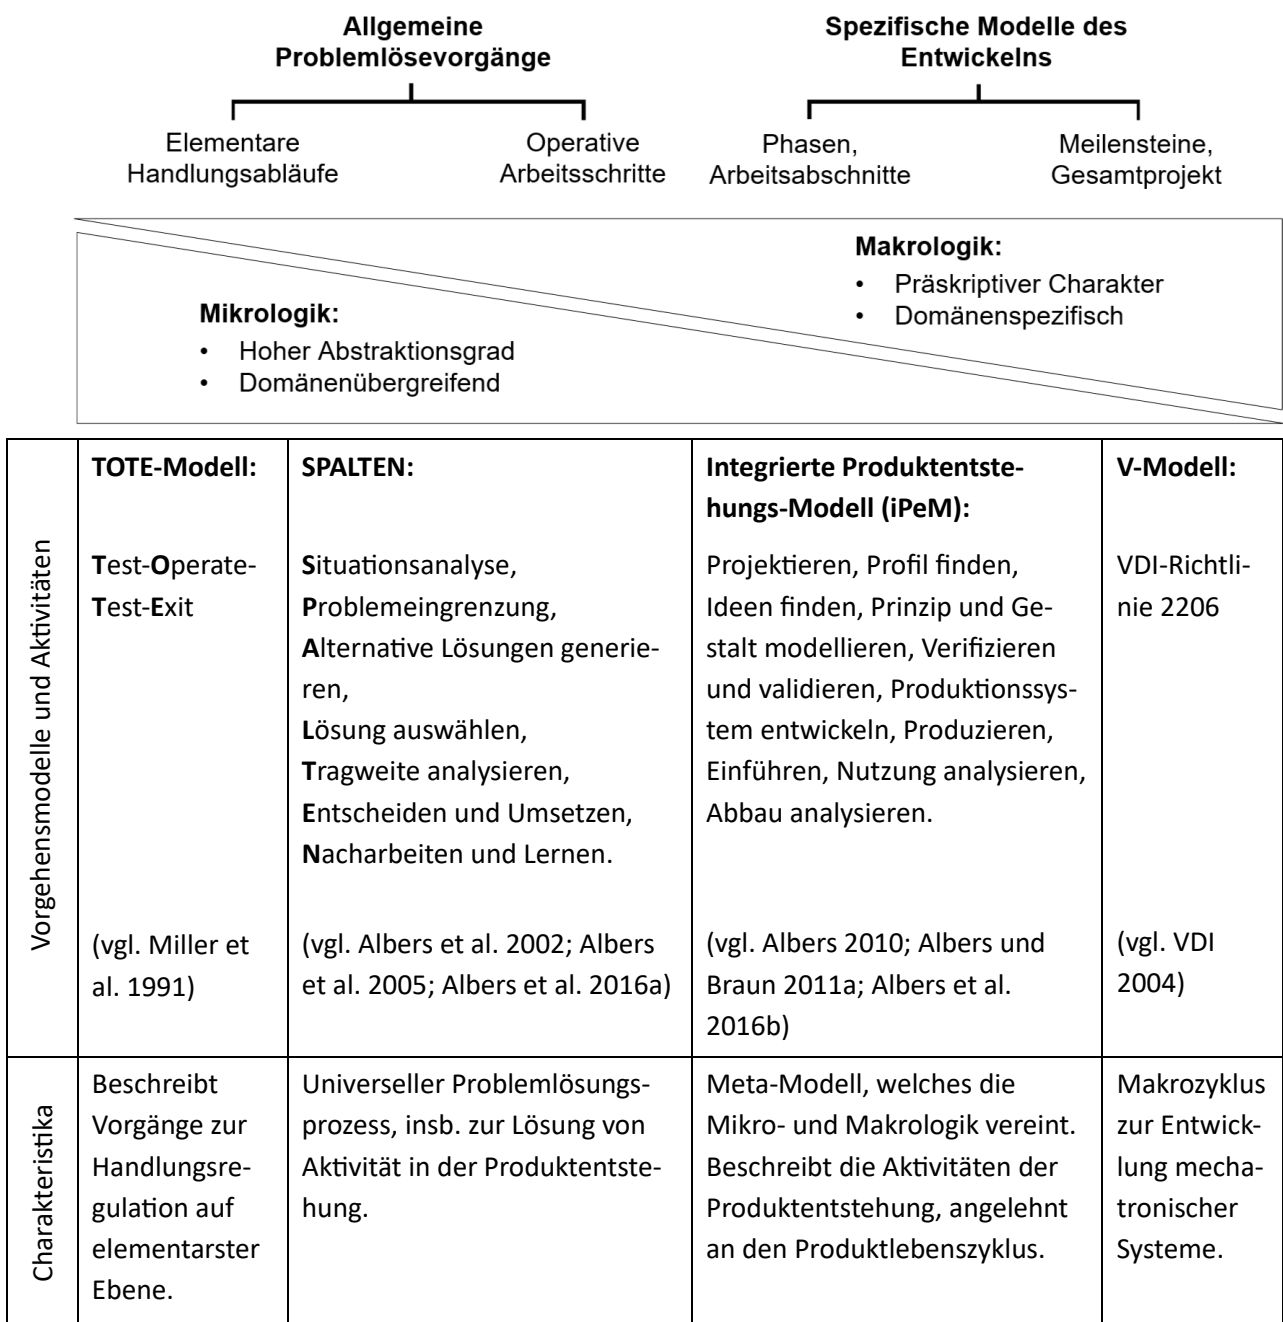 Allgemeine
Problemlösevorgänge
Spezifische Modelle des
Entwickelns
Elementare
Handlungsabläufe
Operative
Arbeitsschritte
Phasen,
Arbeitsabschnitte
Meilensteine,
Gesamtprojekt
Makrologik:
• Präskriptiver Charakter
• Domänenspezifisch
Mikrologik:
• Hoher Abstraktionsgrad
• Domänenübergreifend
Vorgehensmodelle und Aktivitäten
TOTE-Modell:
Test-Operate-
Test-Exit
(vgl. Miller et
al. 1991)
SPALTEN:
Situationsanalyse,
Problemeingrenzung,
Alternative Lösungen generie-
ren,
Lösung auswählen,
Tragweite analysieren,
Entscheiden und Umsetzen,
Nacharbeiten und Lernen.
(vgl. Albers et al. 2002; Albers
et al. 2005; Albers et al. 2016a)
Integrierte Produktentste-
hungs-Modell (iPeM):
Projektieren, Profil finden,
Ideen finden, Prinzip und Ge-
stalt modellieren, Verifizieren
und validieren, Produktionssys-
tem entwickeln, Produzieren,
Einführen, Nutzung analysieren,
Abbau analysieren.
(vgl. Albers 2010; Albers und
Braun 2011a; Albers et al.
2016b)
V-Modell:
VDI-Richtli-
nie 2206
(vgl. VDI
2004)
Charakteristika
Beschreibt
Vorgänge zur
Handlungsre-
gulation auf
elementarster
Ebene.
Universeller Problemlösungs-
prozess, insb. zur Lösung von
Aktivität in der Produktentste-
hung.
Meta-Modell, welches die
Mikro- und Makrologik vereint.
Beschreibt die Aktivitäten der
Produktentstehung, angelehnt
an den Produktlebenszyklus.
Makrozyklus
zur Entwick-
lung mecha-
tronischer
Systeme.